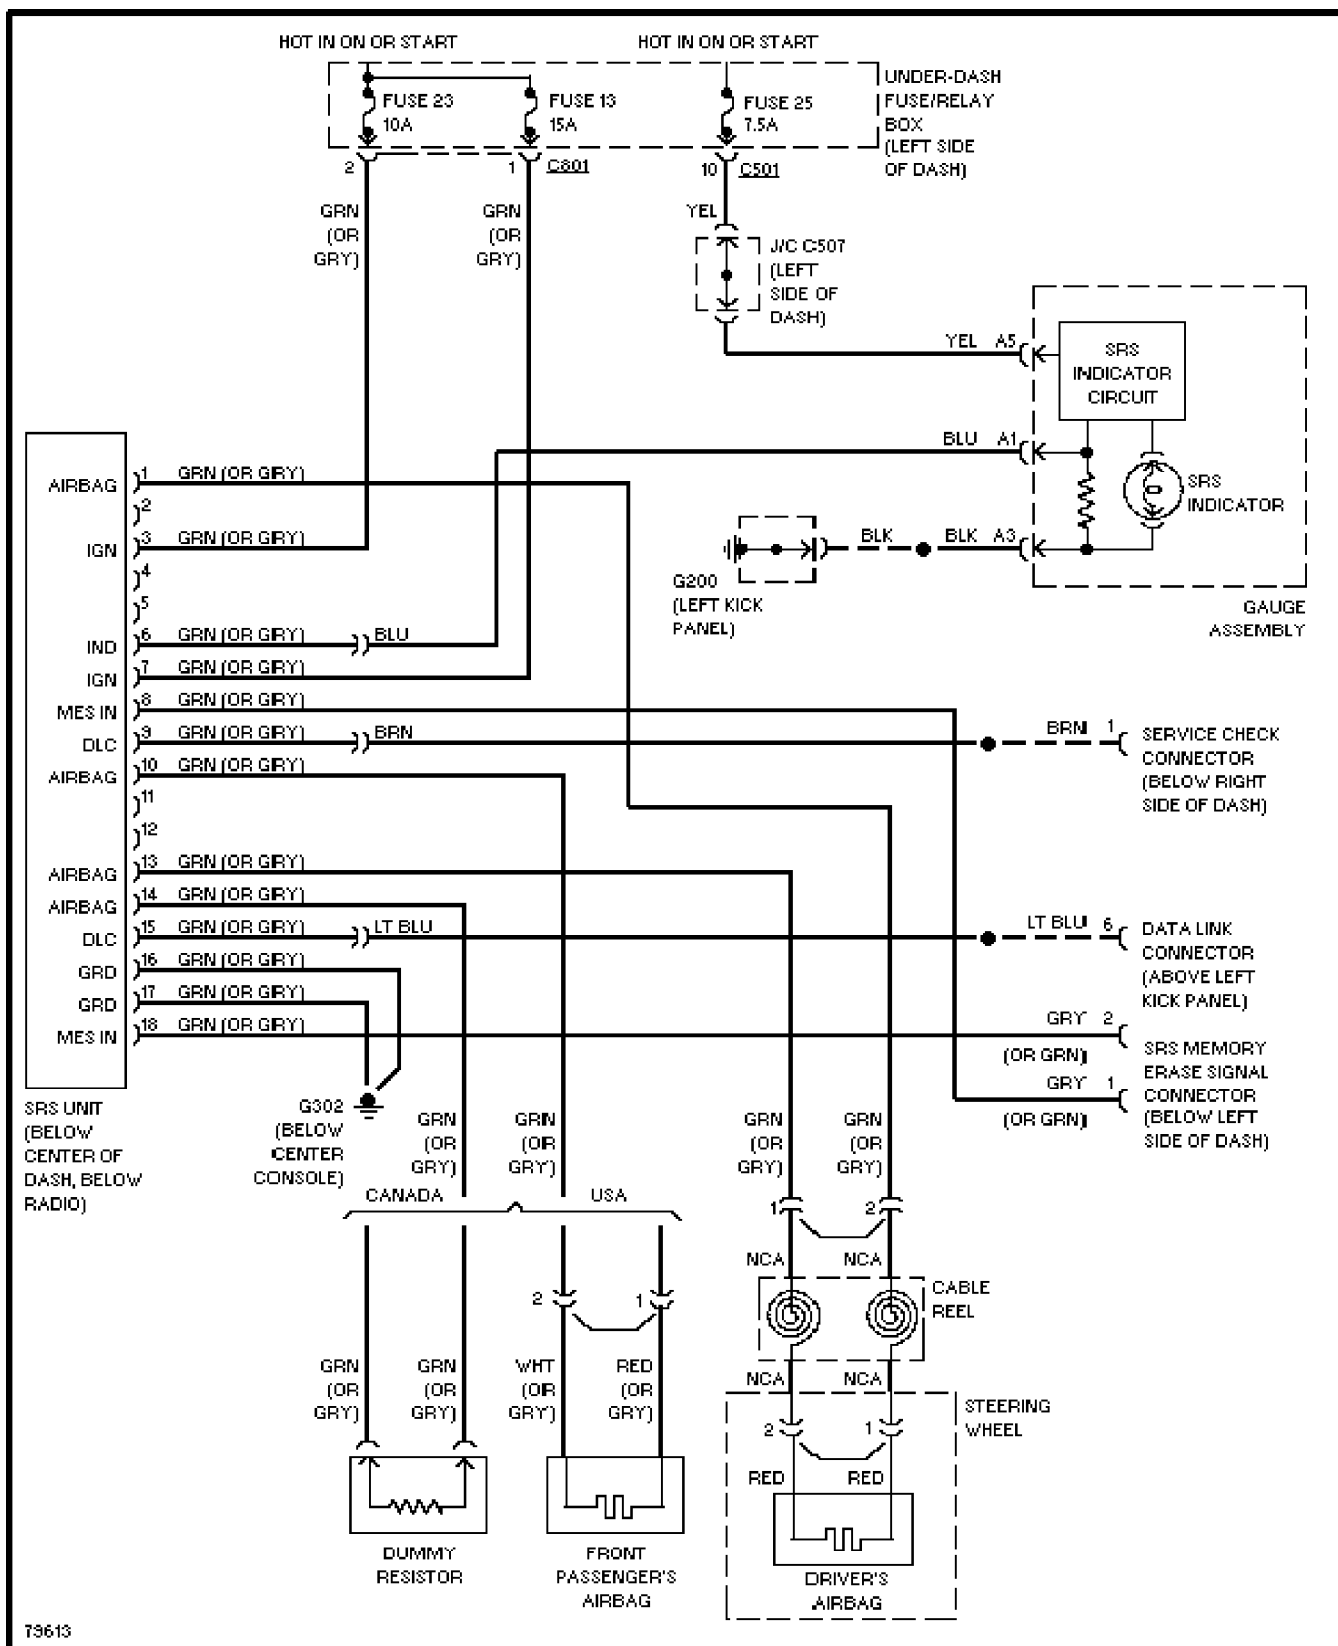 HOT IN ON OR START
HOT IN ON OR START
FUSE 23
10A
FUSE 13
15A
FUSE 25
7.5A
UNDER-DASH
FUSE/RELAY
BOX
(LEFT SIDE
OF DASH)
2
1
C801
10
C501
GRN
(OR
GRY)
GRN
(OR
GRY)
YEL
J/C C507
(LEFT
SIDE OF
DASH)
YEL A5
SRS
INDICATOR
CIRCUIT
BLU A1
SRS
INDICATOR
BLK
BLK A3
G200
(LEFT KICK
PANEL)
GAUGE
ASSEMBLY
AIRBAG 1 GRN (OR GRY)
2
IGN 3 GRN (OR GRY)
4
5
IND 6 GRN (OR GRY) BLU
IGN 7 GRN (OR GRY)
MES IN 8 GRN (OR GRY)
DLC 9 GRN (OR GRY) BRN
AIRBAG 10 GRN (OR GRY)
11
12
AIRBAG 13 GRN (OR GRY)
AIRBAG 14 GRN (OR GRY)
DLC 15 GRN (OR GRY) LT BLU
GRD 16 GRN (OR GRY)
GRD 17 GRN (OR GRY)
MES IN 18 GRN (OR GRY)
BRN 1
SERVICE CHECK
CONNECTOR
(BELOW RIGHT
SIDE OF DASH)
LT BLU 6
DATA LINK
CONNECTOR
(ABOVE LEFT
KICK PANEL)
GRY 2
(OR GRN)
GRY 1
(OR GRN)
SRS MEMORY
ERASE SIGNAL
CONNECTOR
(BELOW LEFT
SIDE OF DASH)
SRS UNIT
(BELOW
CENTER OF
DASH, BELOW
RADIO)
G302
(BELOW
CENTER
CONSOLE)
GRN
(OR
GRY)
GRN
(OR
GRY)
GRN
(OR
GRY)
GRN
(OR
GRY)
CANADA
USA
1
2
NCA
NCA
CABLE
REEL
2
1
GRN
(OR
GRY)
GRN
(OR
GRY)
WHT
(OR
GRY)
RED
(OR
GRY)
NCA
NCA
STEERING
WHEEL
2
1
RED
RED
DUMMY
RESISTOR
FRONT
PASSENGER'S
AIRBAG
DRIVER'S
AIRBAG
79613